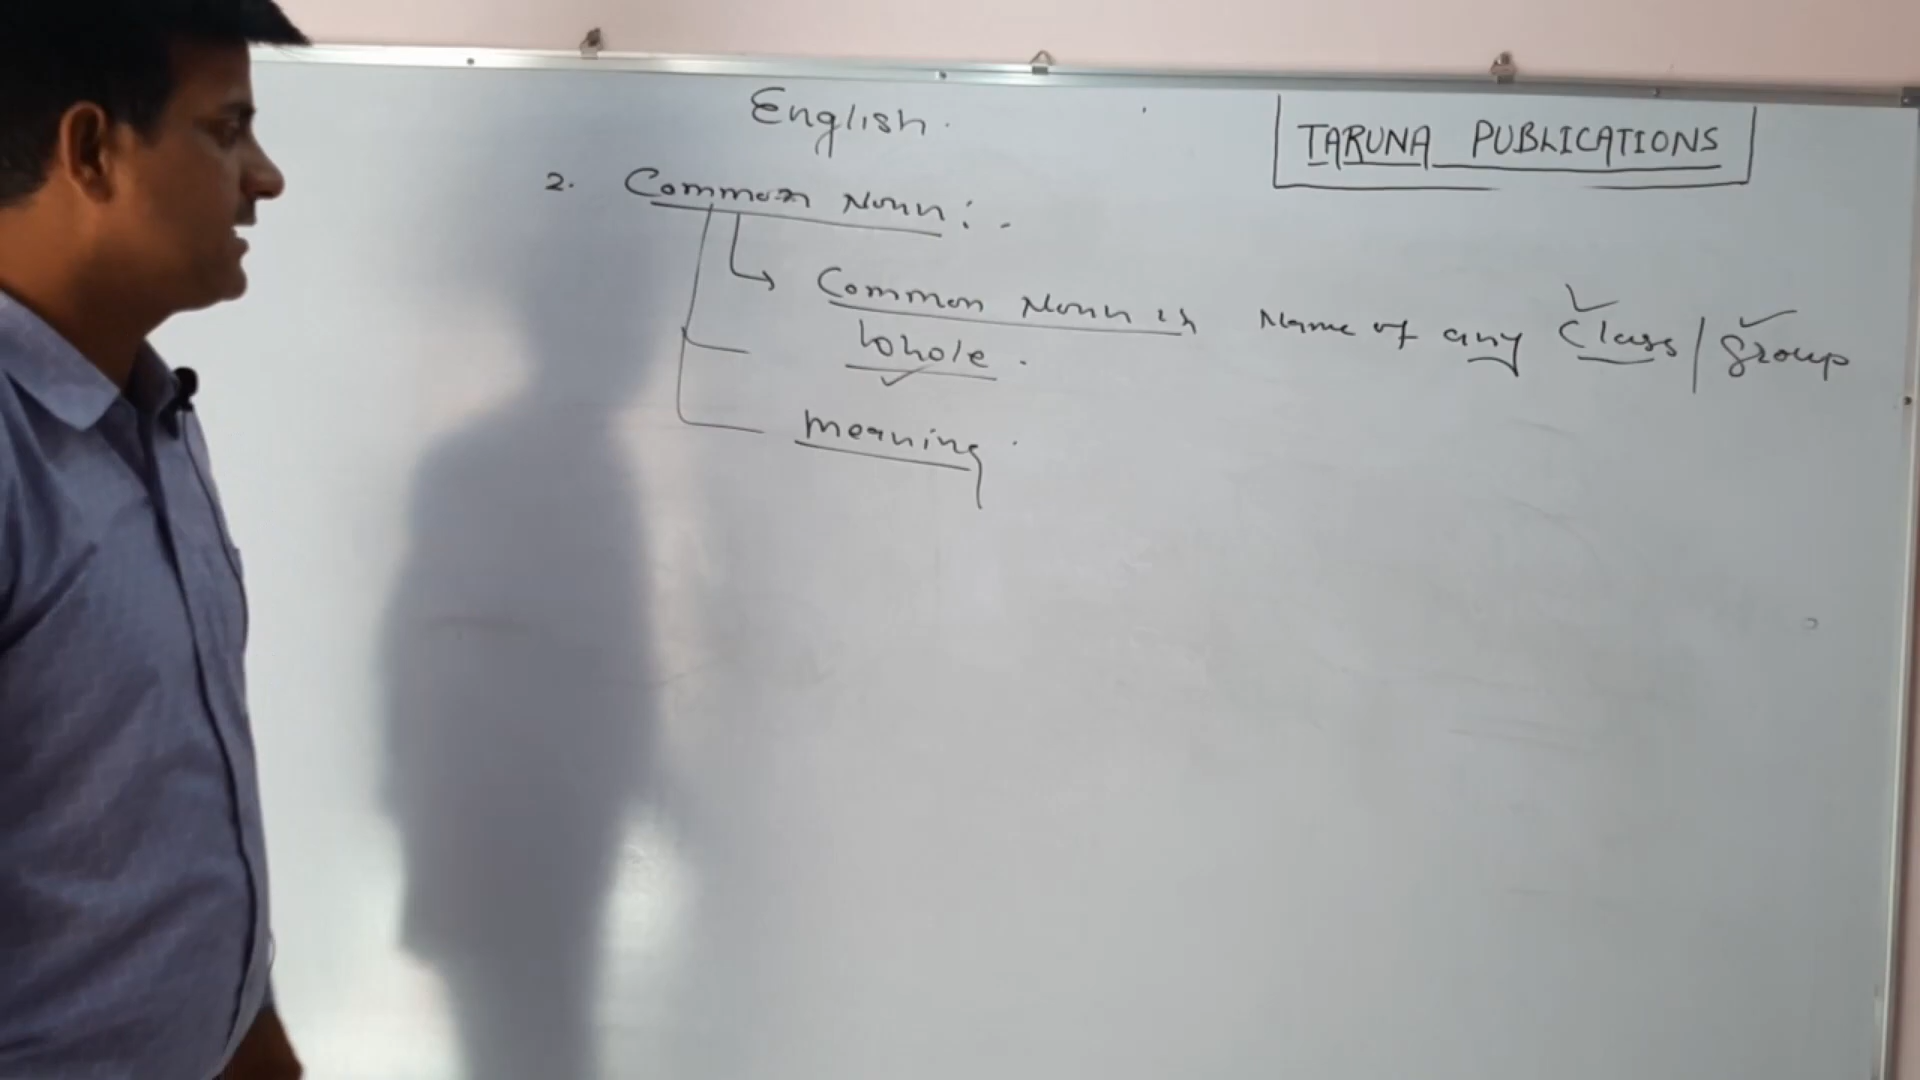 English.
TARUNA PUBLICATIONS
2. Common Noun :-
Common Noun is Name of any Class / Group
Whole.
meaning.